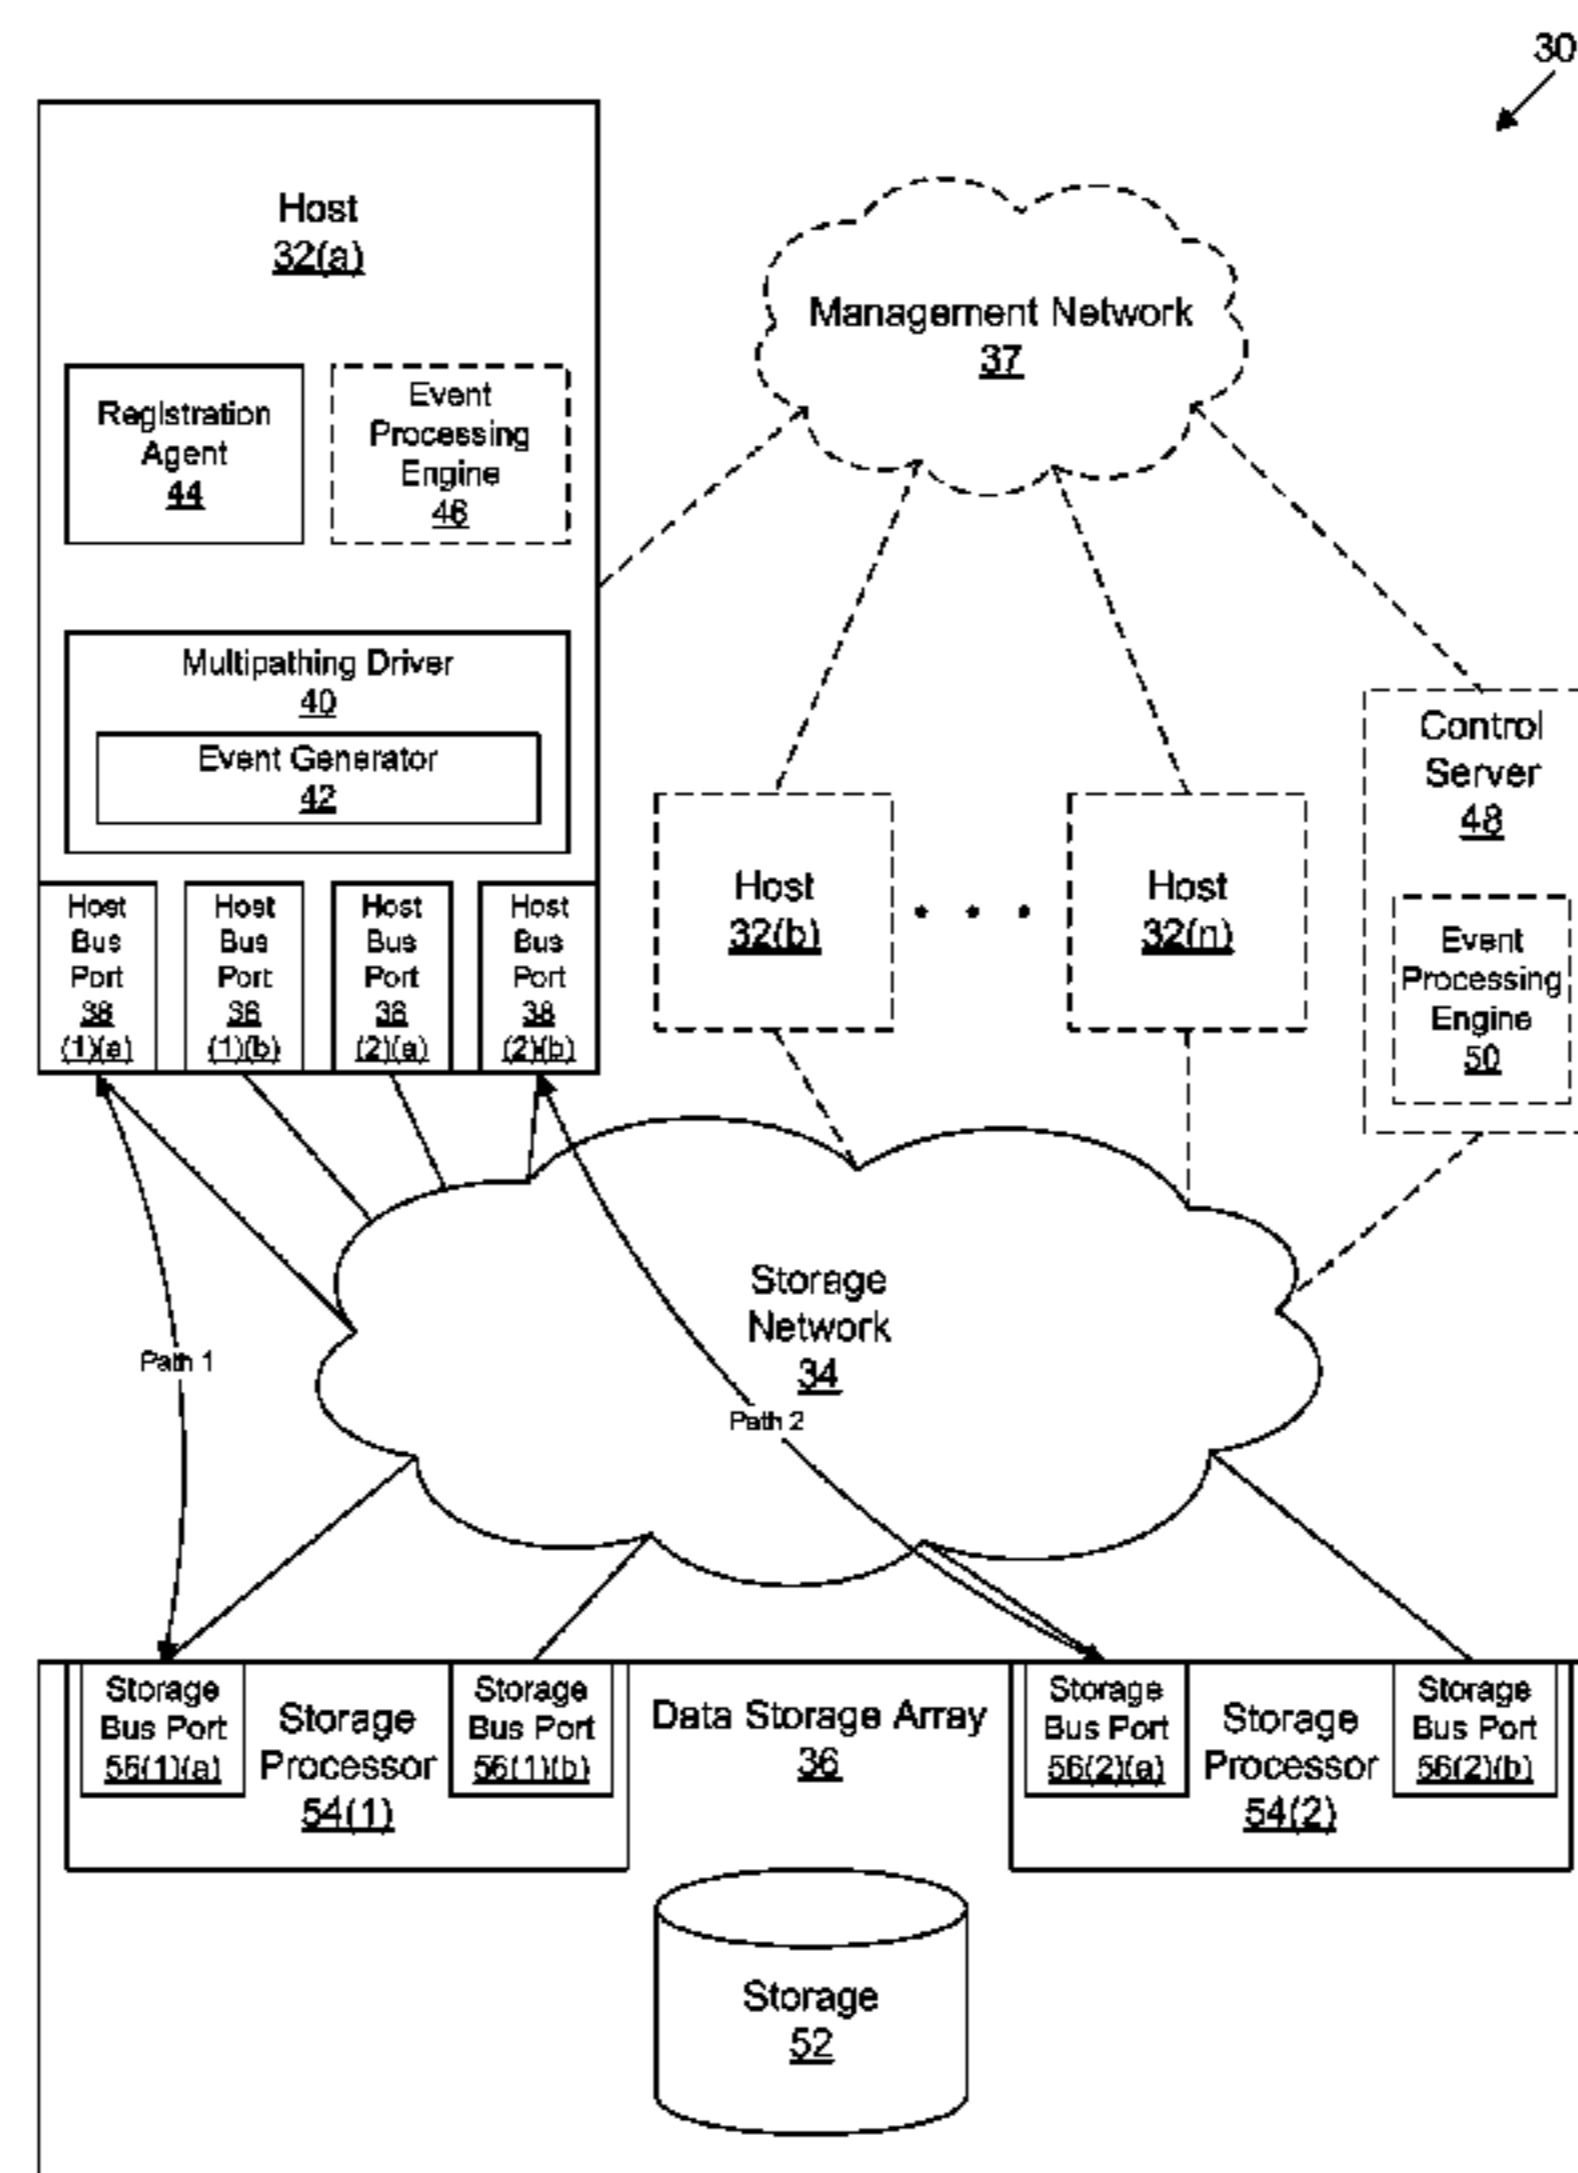 30
Host
32(a)
Management Network
37
Registration
Agent
44
Event
Processing
Engine
46
Multipathing Driver
40
Event Generator
42
Control
Server
48
Event
Processing
Engine
50
Host
32(b)
• • •
Host
32(n)
Host
Bus
Port
38
(1)(a)
Host
Bus
Port
38
(1)(b)
Host
Bus
Port
38
(2)(a)
Host
Bus
Port
38
(2)(b)
Storage
Network
34
Path 1
Path 2
Storage
Bus Port
56(1)(a)
Storage
Processor
54(1)
Storage
Bus Port
56(1)(b)
Data Storage Array
36
Storage
Bus Port
56(2)(a)
Storage
Processor
54(2)
Storage
Bus Port
56(2)(b)
Storage
52